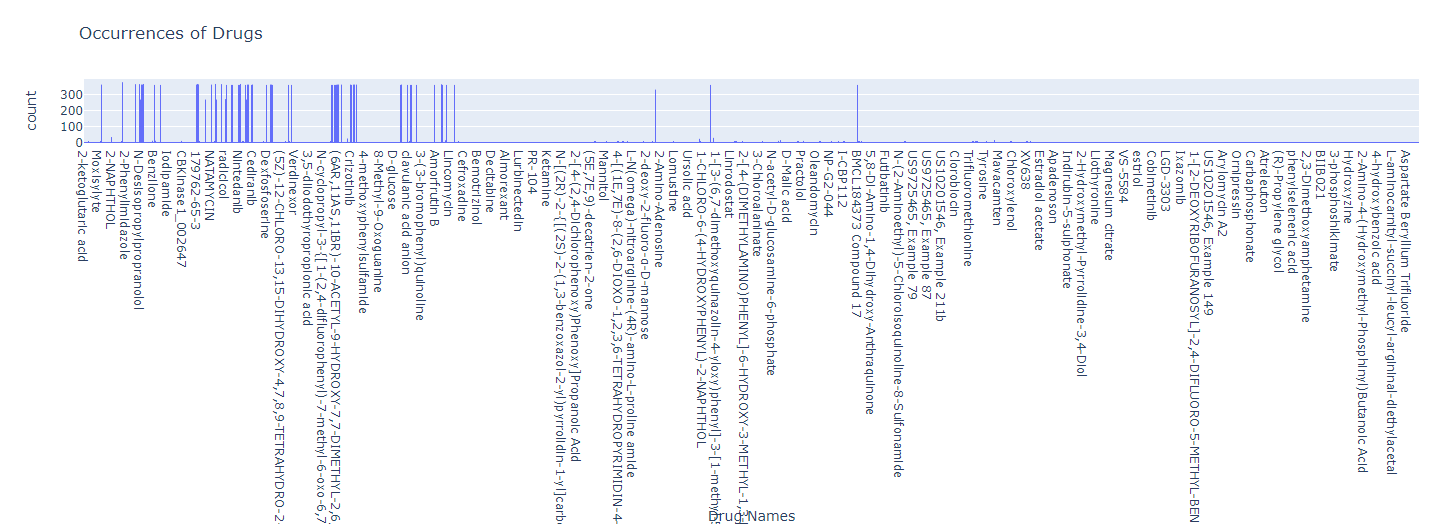 Occurrences of Drugs
count
300
200
100
0
2-ketoglutaric acid
Moxisylyte
2-NAPHTHOL
2-Phenylimidazole
N-Desisopropylpropranolol
Benzilone
Iodipamide
CBKinase1_002647
179762-65-3
NATAMYCIN
radicicol
Nintedanib
Cediranib
Dexfosfoserine
(5Z)-12-CHLORO-13,15-DIHYDROXY-4,7,8,9-TETRAHYDRO-2-
Verdinexor
3,5-diiodothyropropionic acid
N-cyclopropyl-3-{[1-(2,4-difluorophenyl)-7-methyl-6-oxo-6,7
(6AR,11AS,11BR)-10-ACETYL-9-HYDROXY-7,7-DIMETHYL-2,6,
Crizotinib
4-methoxyphenylsulfamide
8-Methyl-9-Oxoguanine
D-glucose
clavulanic acid anion
3-(3-bromophenyl)quinoline
Amfrutin B
Lincomycin
Cefroxadine
Bemotrizinol
Decitabine
Almorexant
Lurbinectedin
PR-104
Ketamine
N-[(2R)-2-{[(2S)-2-(1,3-benzoxazol-2-yl)pyrrolidin-1-yl]carb
2-[4-(2,4-Dichlorophenoxy)Phenoxy]Propanoic Acid
(5E,7E,9)-decatrien-2-one
Mannitol
4-[(1E,7E)-8-(2,6-DIOXO-1,2,3,6-TETRAHYDROPYRIMIDIN-4-
L-N(omega)-nitroarginine-(4R)-amino-L-proline amide
2-deoxy-2-fluoro-α-D-mannose
2-Amino-Adenosine
Lomustine
Ursolic acid
1-CHLORO-6-(4-HYDROXYPHENYL)-2-NAPHTHOL
1-[3-(6,7-dimethoxyquinazolin-4-yloxy)phenyl]-3-[1-methy
Linrodostat
2-[4-(DIMETHYLAMINO)PHENYL]-6-HYDROXY-3-METHYL-1,3-
3-Chloroalaninate
N-acetyl-D-glucosamine-6-phosphate
D-Malic acid
Practolol
Oleandomycin
NP-G2-044
I-CBP112
BMCL184373 Compound 17
5,8-Di-Amino-1,4-Dihydroxy-Anthraquinone
Futibatinib
N-(2-Aminoethyl)-5-Chloroisoquinoline-8-Sulfonamide
US9725465, Example 79
US9725465, Example 87
US10201546, Example 211b
Clorobiocin
Trifluoromethionine
Tyrosine
Mavacamten
Chloroxylenol
XV638
Estradiol acetate
Apadenoson
Indirubin-5-sulphonate
2-Hydroxymethyl-Pyrrolidine-3,4-Diol
Liothyronine
Magnesium citrate
VS-5584
estriol
Cobimetinib
LGD-3303
Ixazomib
1-[2-DEOXYRIBOFURANOSYL]-2,4-DIFLUORO-5-METHYL-BEN
US10201546, Example 149
Arylomycin A2
Ornipressin
Carbaphosphonate
Atreleuton
(R)-Propylene glycol
phenylselenenic acid
2,3-Dimethoxyamphetamine
BIIB021
3-phosphikimate
Hydroxyzine
2-Amino-4-(Hydroxymethyl-Phosphinyl)Butanoic Acid
4-hydroxybenzoic acid
L-aminocarnityl-succinyl-leucyl-argininal-diethylacetal
Aspartate Beryllium Trifluoride
Drug Names